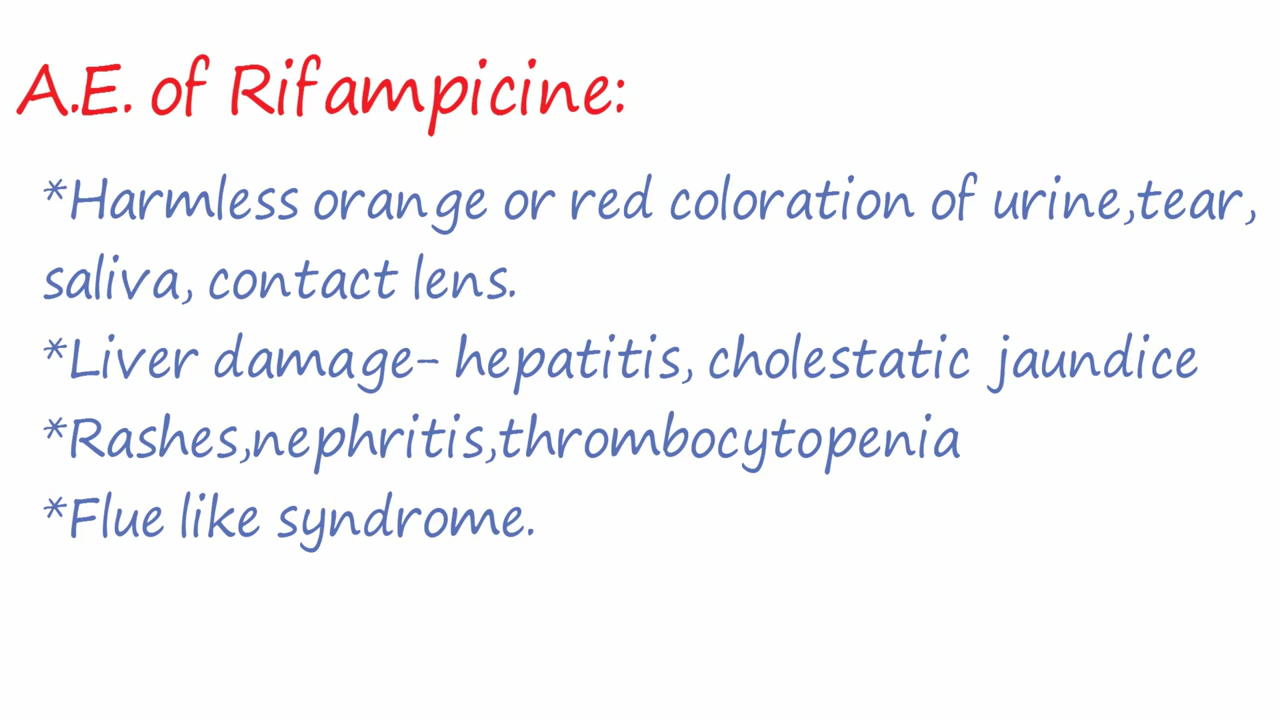 A.E. of Rifampicine:
*Harmless orange or red coloration of urine,tear,
saliva, contact lens.
*Liver damage- hepatitis, cholestatic jaundice
*Rashes,nephritis,thrombocytopenia
*Flue like syndrome.